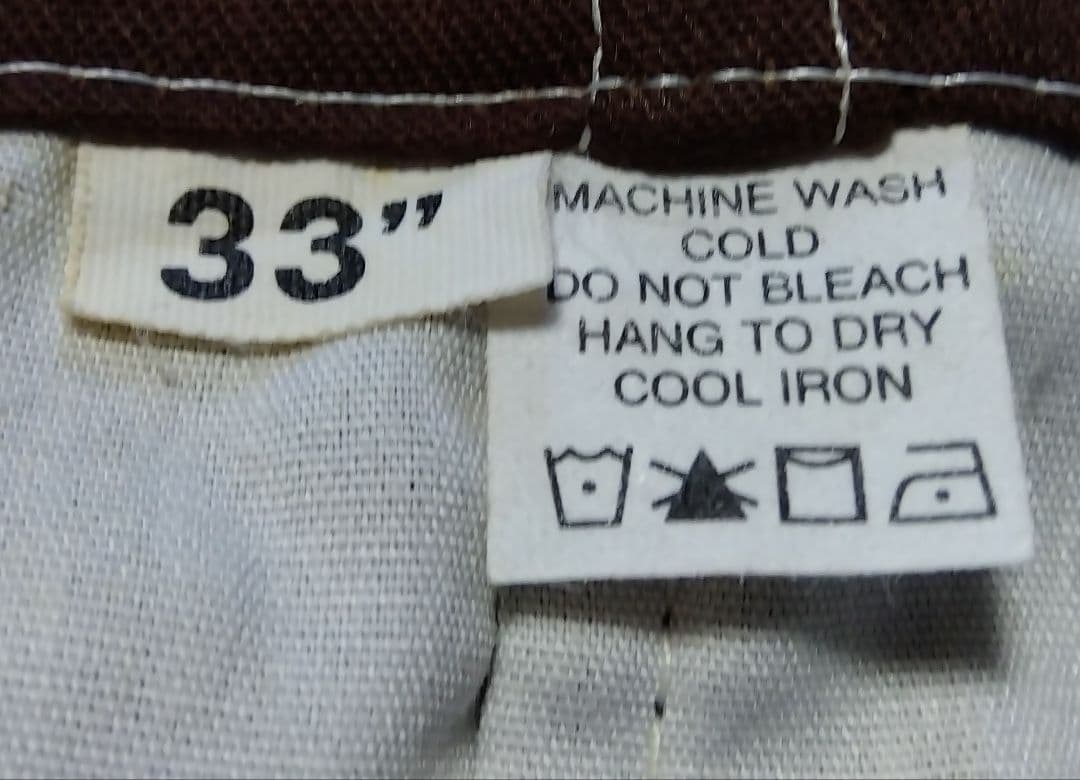 33”
MACHINE WASH
COLD
DO NOT BLEACH
HANG TO DRY
COOL IRON